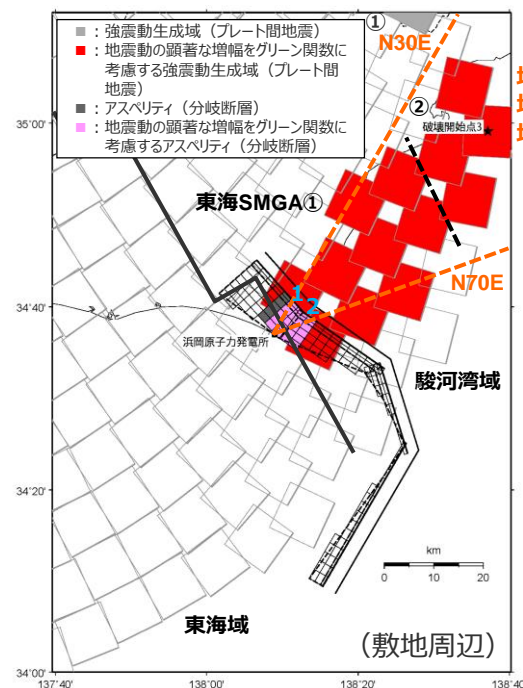 ■：強震動生成域（プレート間地震）
■：地震動の顕著な増幅をグリーン関数に
考慮する強震動生成域（プレート間
地震）
■：アスペリティ（分岐断層）
■：地震動の顕著な増幅をグリーン関数に
考慮するアスペリティ（分岐断層）
①
N30E
②
破壊開始点3
35°00'
東海SMGA①
N70E
34°40'
1
2
浜岡原子力発電所
駿河湾域
34°20'
km
0 10 20
東海域
（敷地周辺）
34°00'
137°40' 138°00' 138°20' 138°40'